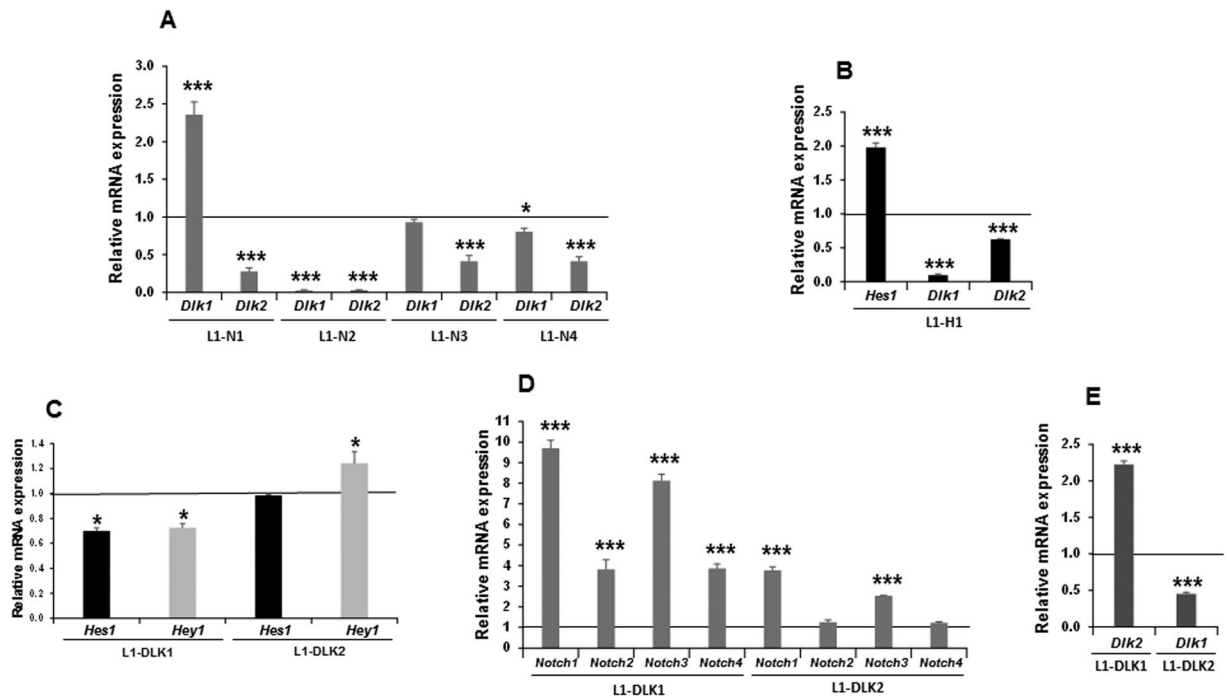 A
Relative mRNA expression
3.0
2.5
2.0
1.5
1.0
0.5
0.0
*** *** *** *** *** * ***
Dlk1 Dlk2 Dlk1 Dlk2 Dlk1 Dlk2 Dlk1 Dlk2
L1-N1 L1-N2 L1-N3 L1-N4
B
Relative mRNA expression
2.5
2.0
1.5
1.0
0.5
0.0
*** *** ***
Hes1 Dlk1 Dlk2
L1-H1
C
Relative mRNA expression
1.4
1.2
1.0
0.8
0.6
0.4
0.2
0.0
* * *
Hes1 Hey1 Hes1 Hey1
L1-DLK1 L1-DLK2
D
Relative mRNA expression
11
10
9
8
7
6
5
4
3
2
1
0
*** *** *** *** *** ***
Notch1 Notch2 Notch3 Notch4 Notch1 Notch2 Notch3 Notch4
L1-DLK1 L1-DLK2
E
Relative mRNA expression
2.5
2.0
1.5
1.0
0.5
0.0
*** ***
Dlk2 Dlk1
L1-DLK1 L1-DLK2